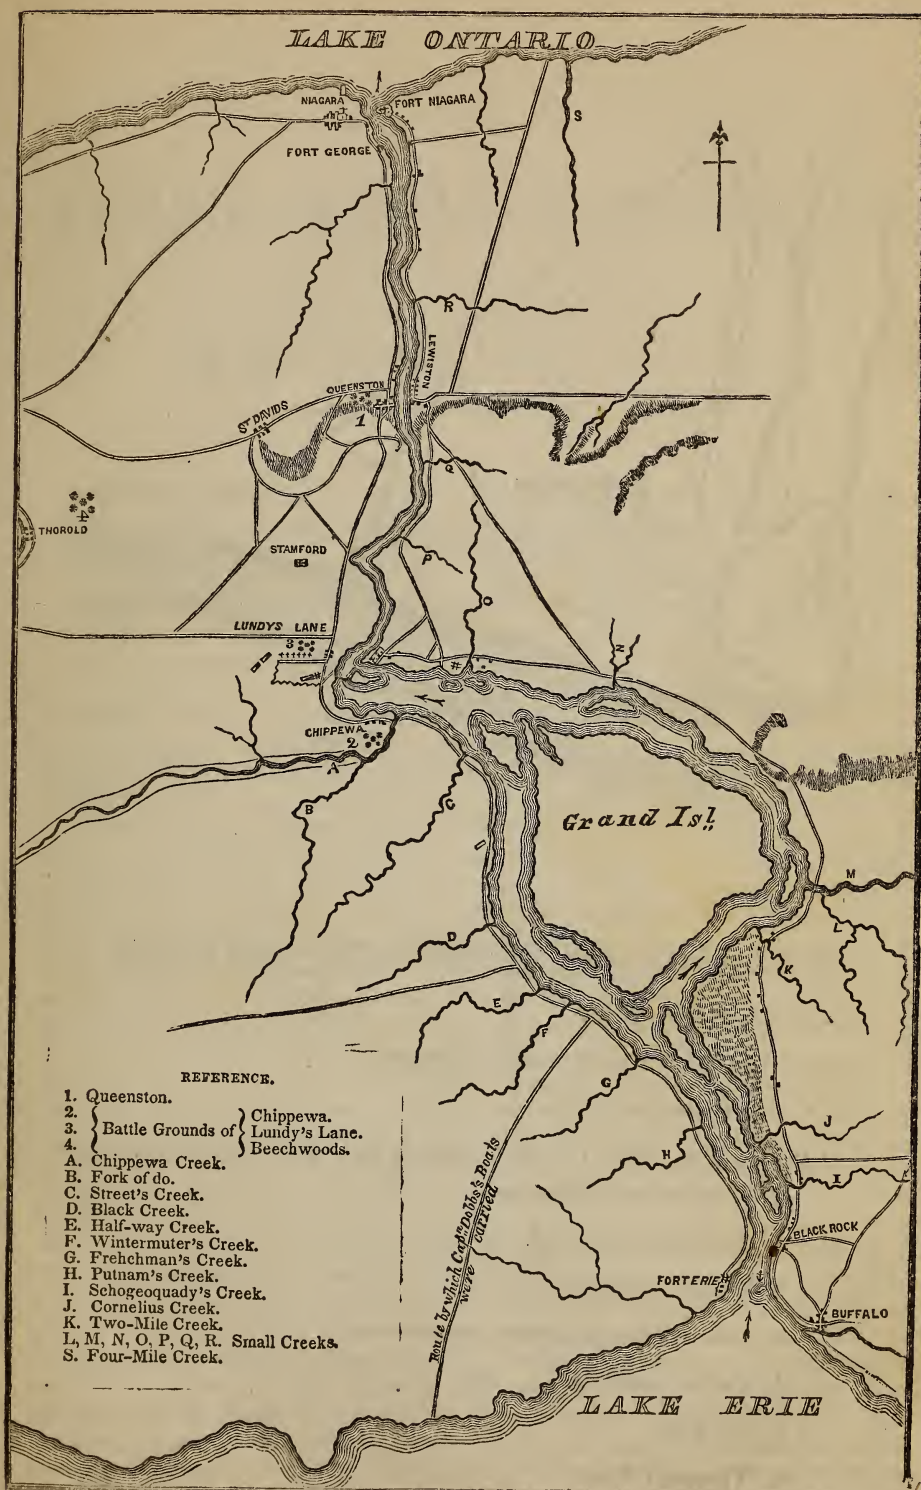 LAKE ONTARIO
NIAGARA
FORT NIAGARA
S
FORT GEORGE
R
LEWISTON
QUEENSTON
St DAVIDS
1
Q
4
THOROLD
STAMFORD
P
O
LUNDYS LANE
3
N
CHIPPEWA
2
A
B
C
Grand Isl.
M
L
D
K
E
F
G
J
H
I
Route by which Capn. Dobbs's Boats
were carried
BLACK ROCK
FORT ERIE
BUFFALO
LAKE ERIE
REFERENCE.
1. Queenston.
2. Chippewa.
3. Battle Grounds of Lundy's Lane.
4. Beechwoods.
A. Chippewa Creek.
B. Fork of do.
C. Street's Creek.
D. Black Creek.
E. Half-way Creek.
F. Wintermuter's Creek.
G. Frehchman's Creek.
H. Putnam's Creek.
I. Schogeoquady's Creek.
J. Cornelius Creek.
K. Two-Mile Creek.
L, M, N, O, P, Q, R. Small Creeks.
S. Four-Mile Creek.